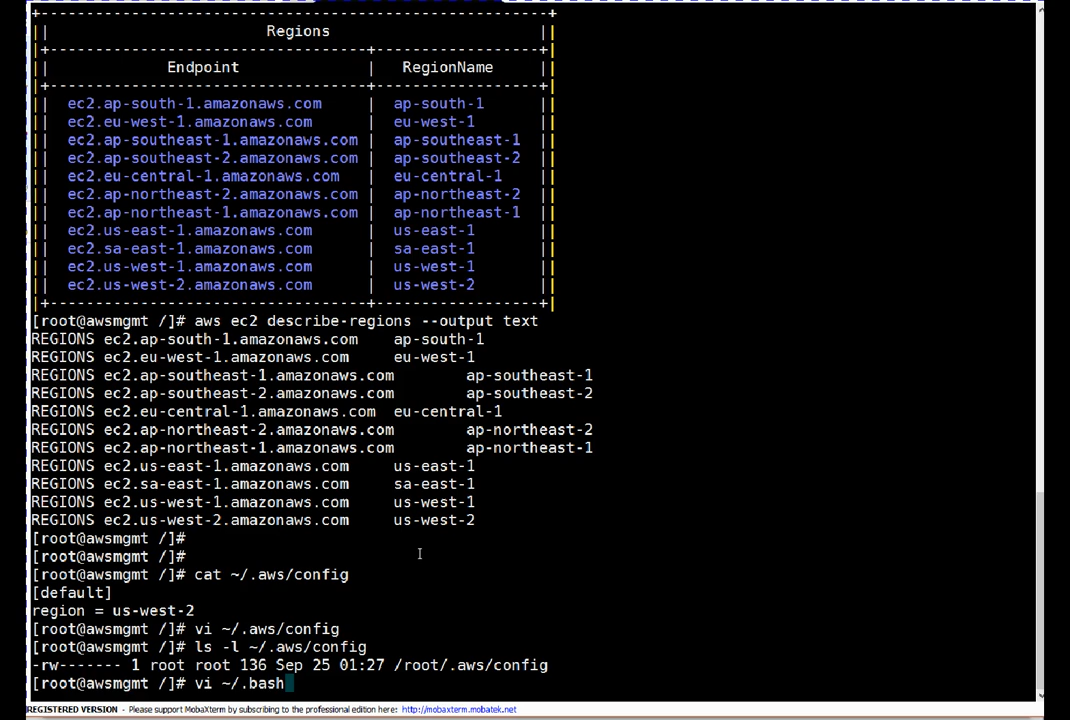 +--------------------------------------------------------+
||                        Regions                       ||
|+-----------------------------------+------------------+|
||             Endpoint              |   RegionName     ||
|+-----------------------------------+------------------+|
||  ec2.ap-south-1.amazonaws.com     |  ap-south-1      ||
||  ec2.eu-west-1.amazonaws.com      |  eu-west-1       ||
||  ec2.ap-southeast-1.amazonaws.com |  ap-southeast-1  ||
||  ec2.ap-southeast-2.amazonaws.com |  ap-southeast-2  ||
||  ec2.eu-central-1.amazonaws.com   |  eu-central-1    ||
||  ec2.ap-northeast-2.amazonaws.com |  ap-northeast-2  ||
||  ec2.ap-northeast-1.amazonaws.com |  ap-northeast-1  ||
||  ec2.us-east-1.amazonaws.com      |  us-east-1       ||
||  ec2.sa-east-1.amazonaws.com      |  sa-east-1       ||
||  ec2.us-west-1.amazonaws.com      |  us-west-1       ||
||  ec2.us-west-2.amazonaws.com      |  us-west-2       ||
|+-----------------------------------+------------------+|
[root@awsmgmt /]# aws ec2 describe-regions --output text
REGIONS ec2.ap-south-1.amazonaws.com    ap-south-1
REGIONS ec2.eu-west-1.amazonaws.com     eu-west-1
REGIONS ec2.ap-southeast-1.amazonaws.com        ap-southeast-1
REGIONS ec2.ap-southeast-2.amazonaws.com        ap-southeast-2
REGIONS ec2.eu-central-1.amazonaws.com  eu-central-1
REGIONS ec2.ap-northeast-2.amazonaws.com        ap-northeast-2
REGIONS ec2.ap-northeast-1.amazonaws.com        ap-northeast-1
REGIONS ec2.us-east-1.amazonaws.com     us-east-1
REGIONS ec2.sa-east-1.amazonaws.com     sa-east-1
REGIONS ec2.us-west-1.amazonaws.com     us-west-1
REGIONS ec2.us-west-2.amazonaws.com     us-west-2
[root@awsmgmt /]#
[root@awsmgmt /]#
[root@awsmgmt /]# cat ~/.aws/config
[default]
region = us-west-2
[root@awsmgmt /]# vi ~/.aws/config
[root@awsmgmt /]# ls -l ~/.aws/config
-rw------- 1 root root 136 Sep 25 01:27 /root/.aws/config
[root@awsmgmt /]# vi ~/.bash
REGISTERED VERSION - Please support MobaXterm by subscribing to the professional edition here: http://mobaxterm.mobatek.net